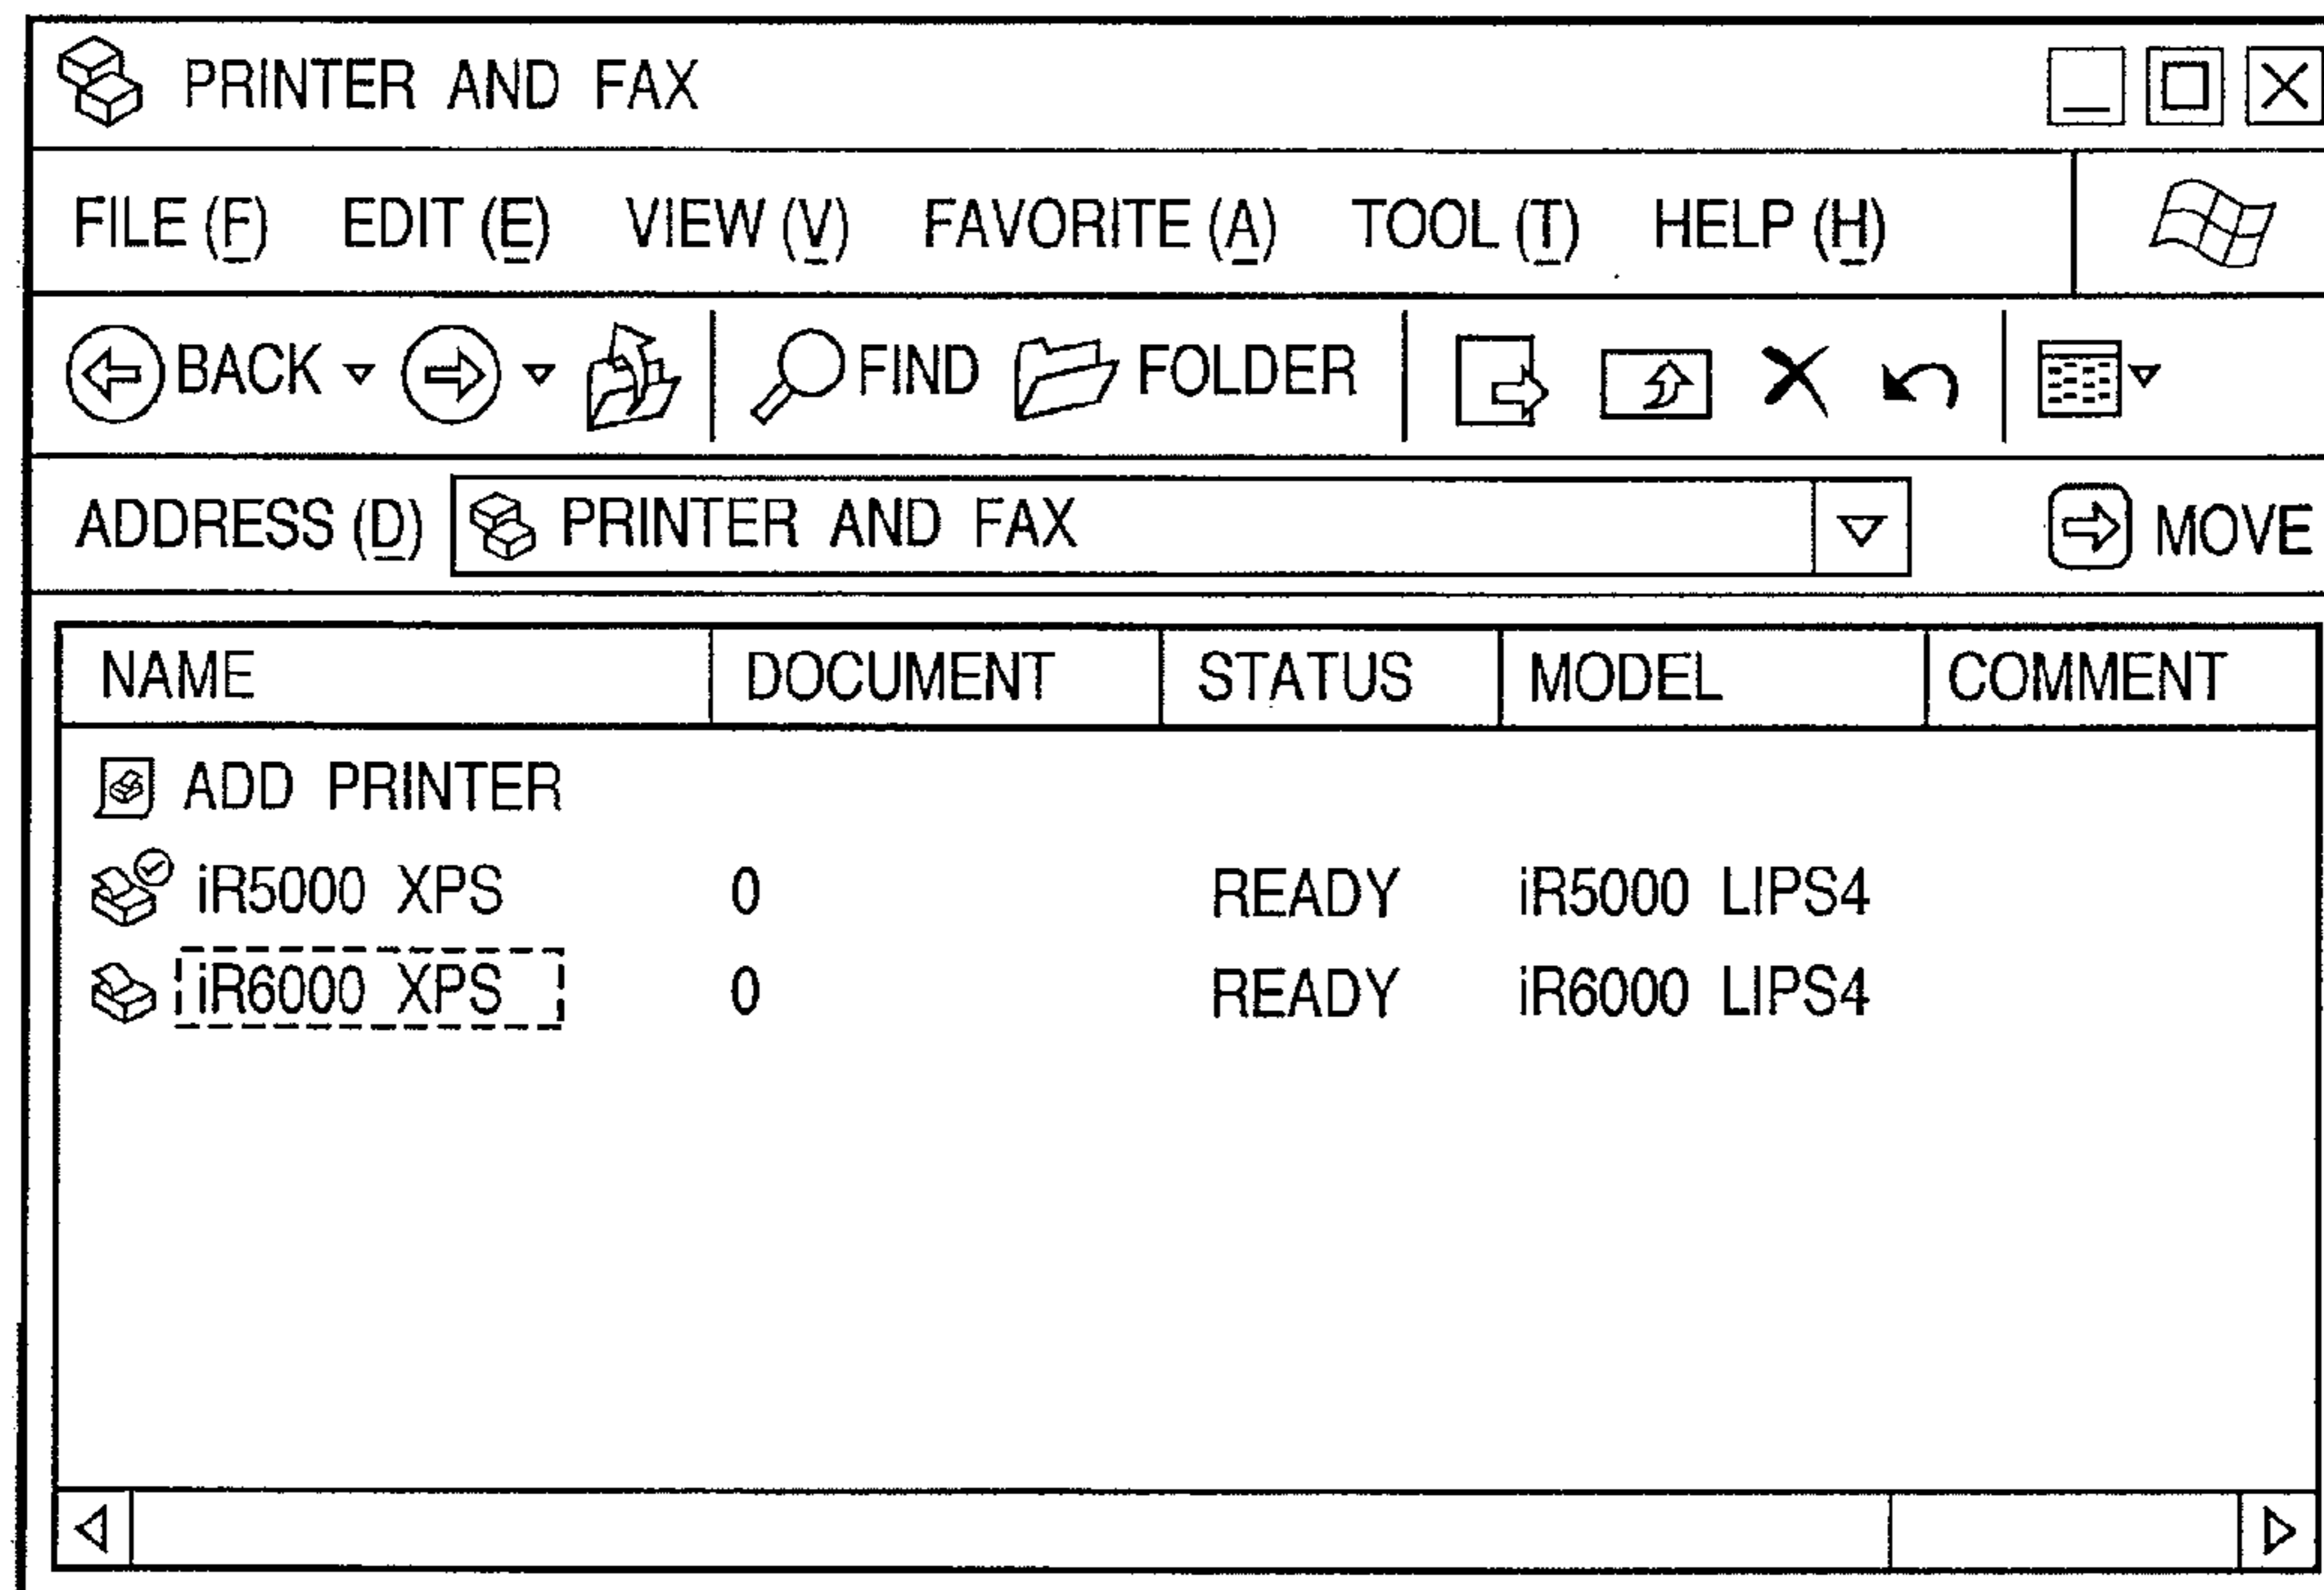 PRINTER AND FAX
FILE (F) EDIT (E) VIEW (V) FAVORITE (A) TOOL (T) HELP (H)
BACK FIND FOLDER
ADDRESS (D) PRINTER AND FAX MOVE
NAME DOCUMENT STATUS MODEL COMMENT
ADD PRINTER
iR5000 XPS 0 READY iR5000 LIPS4
iR6000 XPS 0 READY iR6000 LIPS4